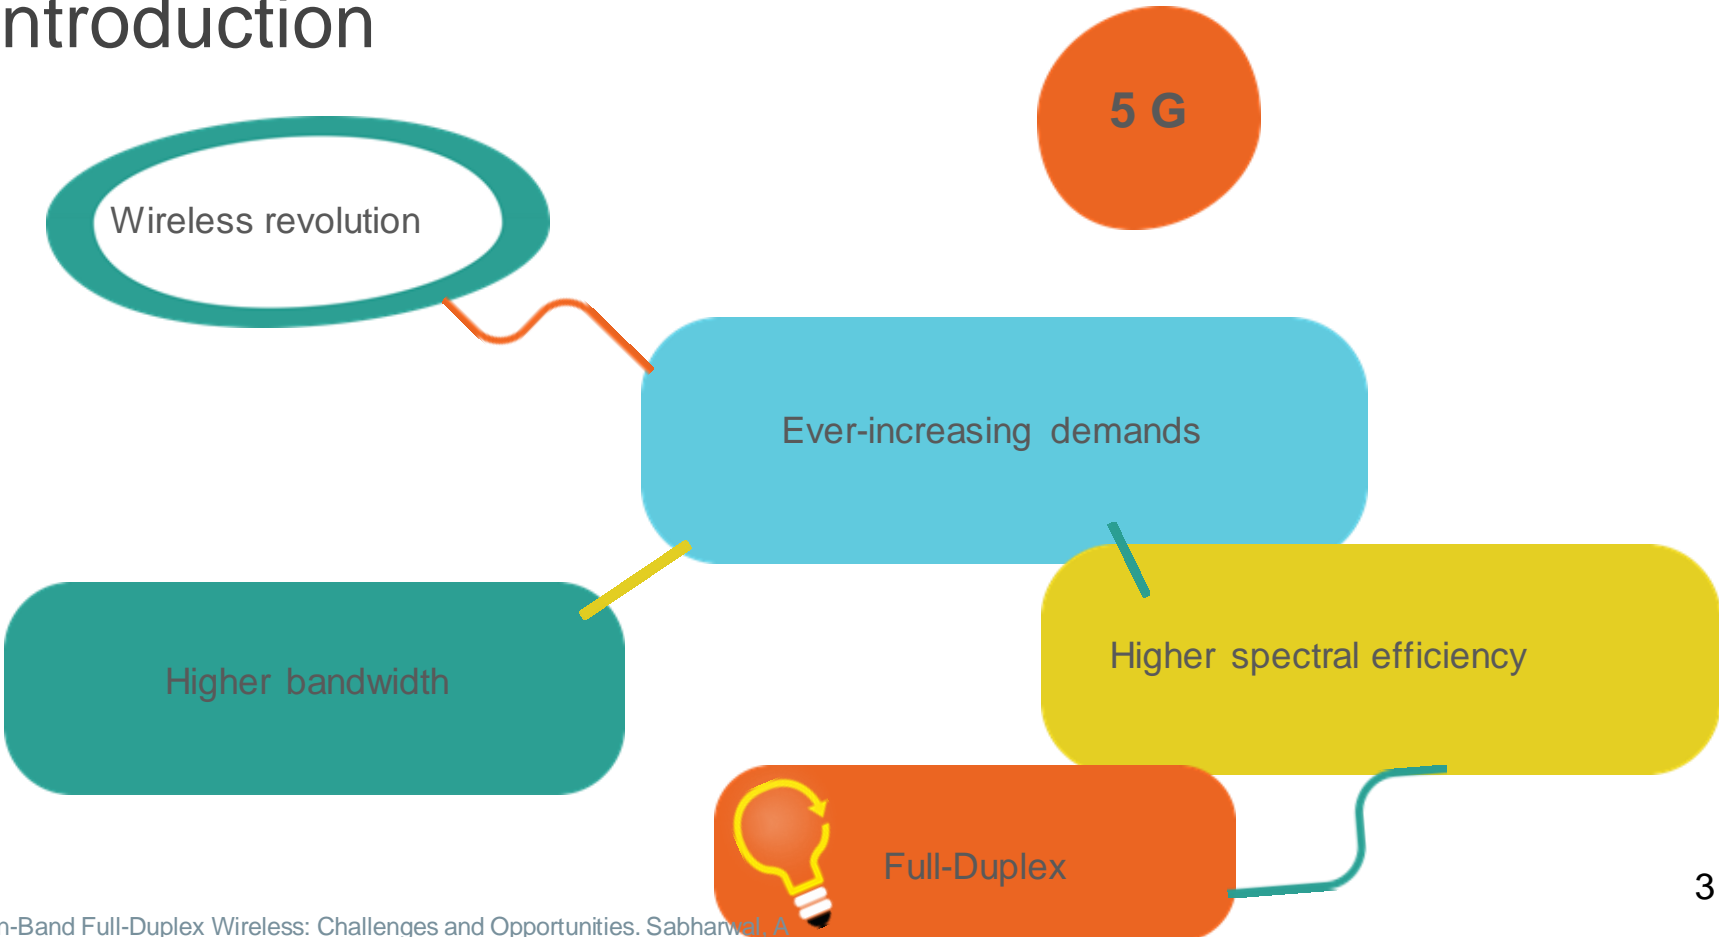 ntroduction
5 G
Wireless revolution
Ever-increasing demands
Higher spectral efficiency
Higher bandwidth
Full-Duplex
3
n-Band Full-Duplex Wireless: Challenges and Opportunities. Sabharwal, A